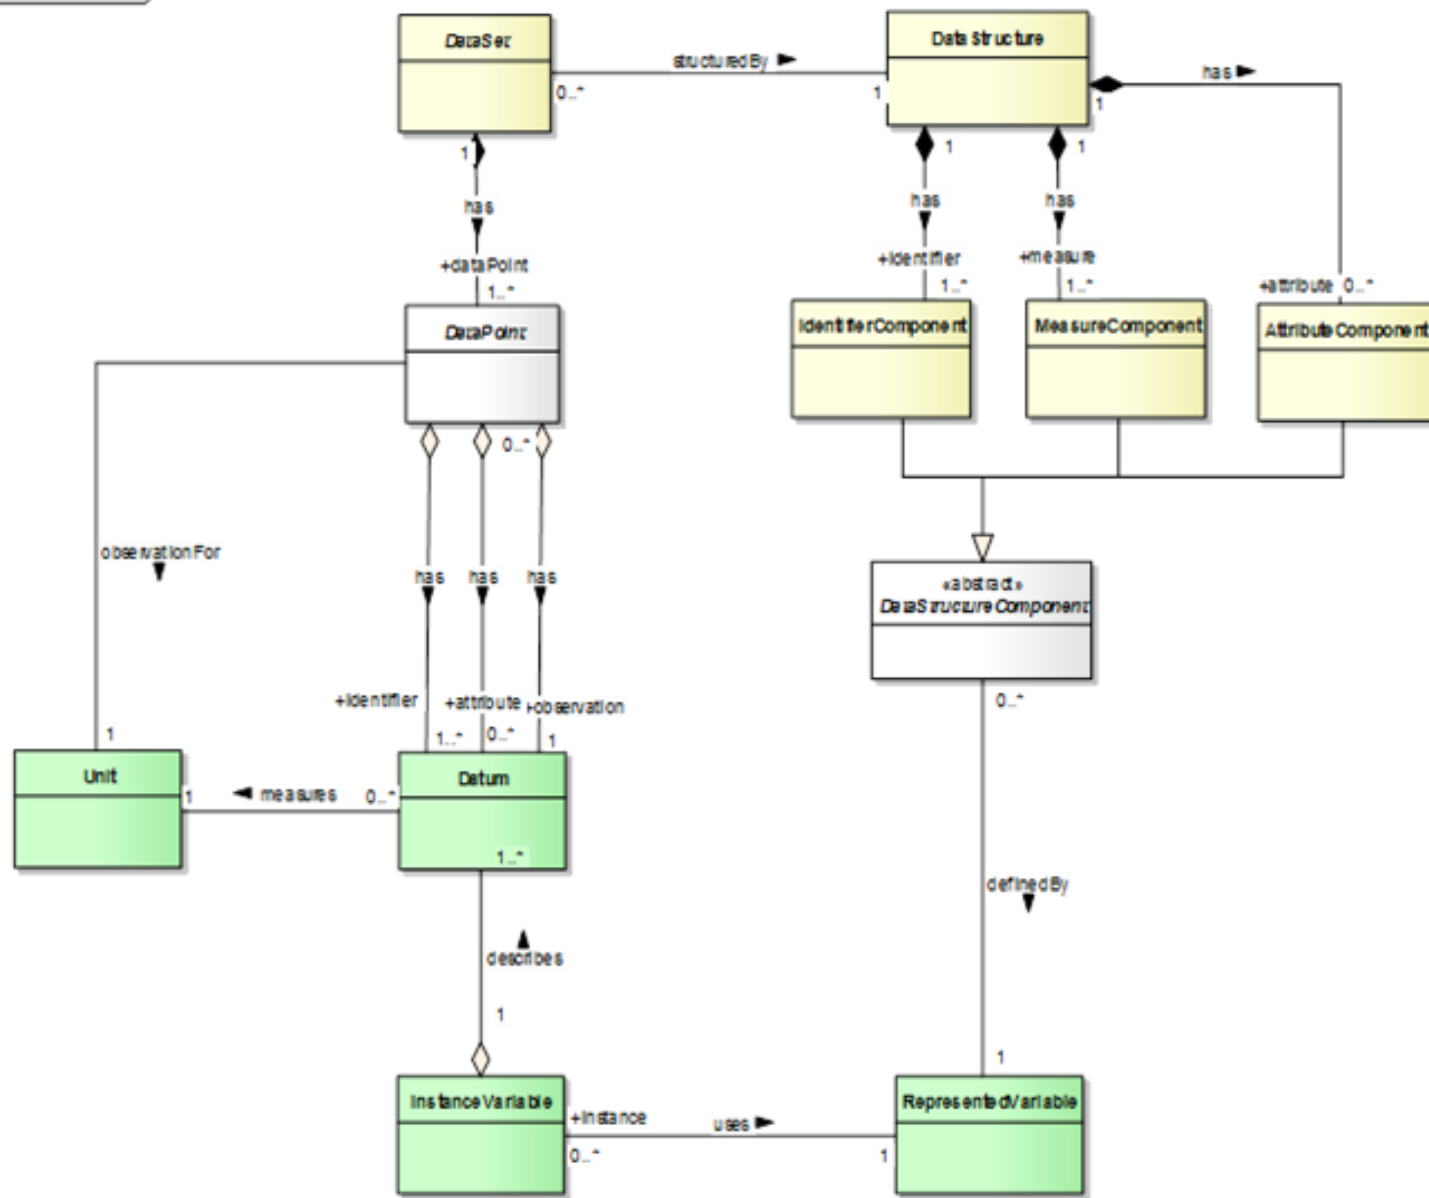 DataSet
DataStructure
structuredBy
has
0..*
1
1
1
1
1
has
has
has
+dataPoint
+identifier
+measure
1..*
1..*
1..*
+attribute 0..*
DataPoint
IdentifierComponent
MeasureComponent
AttributeComponent
0..*
observationFor
has
has
has
«abstract»
DataStructureComponent
+identifier
+attribute
+observation
0..*
1
1..*
0..*
1
Unit
Datum
1
measures
0..*
1..*
definedBy
describes
1
1
InstanceVariable
RepresentedVariable
+instance
uses
0..*
1